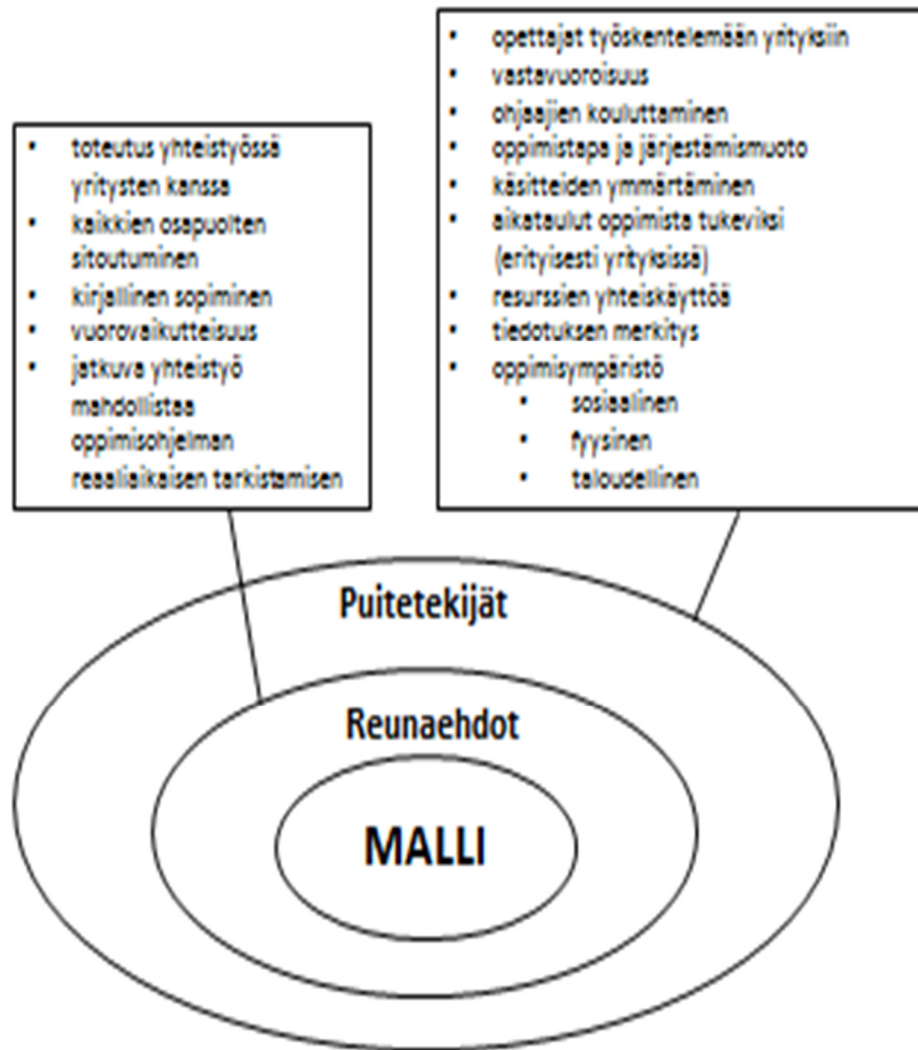 • toteutus yhteistyössä
yritysten kanssa
• kaikkien osapuolten
sitoutuminen
• kirjallinen sopiminen
• vuorovaikutteisuus
• jatkuva yhteistyö
mahdollistaa
oppimisohjelman
reaaliaikaisen tarkistamisen
• opettajat työskentelemään yrityksiin
• vastavuoroisuus
• ohjaajien kouluttaminen
• oppimistapa ja järjestämismuoto
• käsitteiden ymmärtäminen
• aikataulut oppimista tukeviksi
(erityisesti yrityksissä)
• resurssien yhteiskäyttöä
• tiedotuksen merkitys
• oppimisympäristö
• sosiaalinen
• fyysinen
• taloudellinen
Puitetekijät
Reunaehdot
MALLI